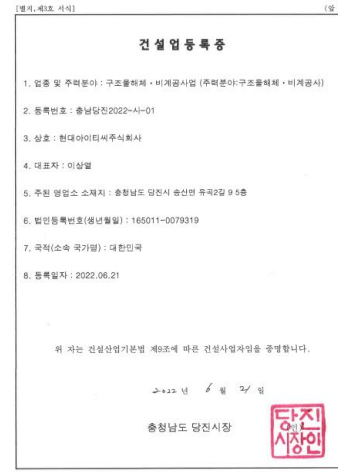 [별지,제3호 서식]
(앞
건설업등록증
1. 업종 및 주력분야 : 구조물해체·비계공사업 (주력분야:구조물해체·비계공사)
2. 등록번호 : 충남당진2022-시-01
3. 상호 : 현대아이티씨주식회사
4. 대표자 : 이상열
5. 주된 영업소 소재지 : 충청남도 당진시 송산면 유곡2길 9 5층
6. 법인등록번호(생년월일) : 165011-0079319
7. 국적(소속 국가명) : 대한민국
8. 등록일자 : 2022.06.21
위 자는 건설산업기본법 제9조에 따른 건설사업자임을 증명합니다.
2022 년 6 월 21 일
충청남도 당진시장
당진
시장인